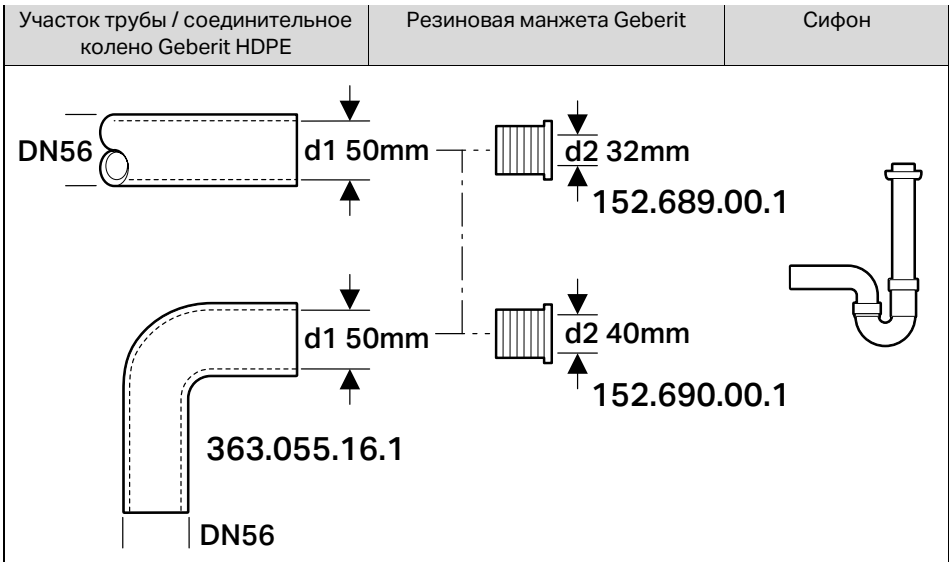 Участок трубы / соединительное
колено Geberit HDPE
Резиновая манжета Geberit
Сифон
DN56
d1 50mm
d2 32mm
152.689.00.1
d1 50mm
d2 40mm
152.690.00.1
363.055.16.1
DN56